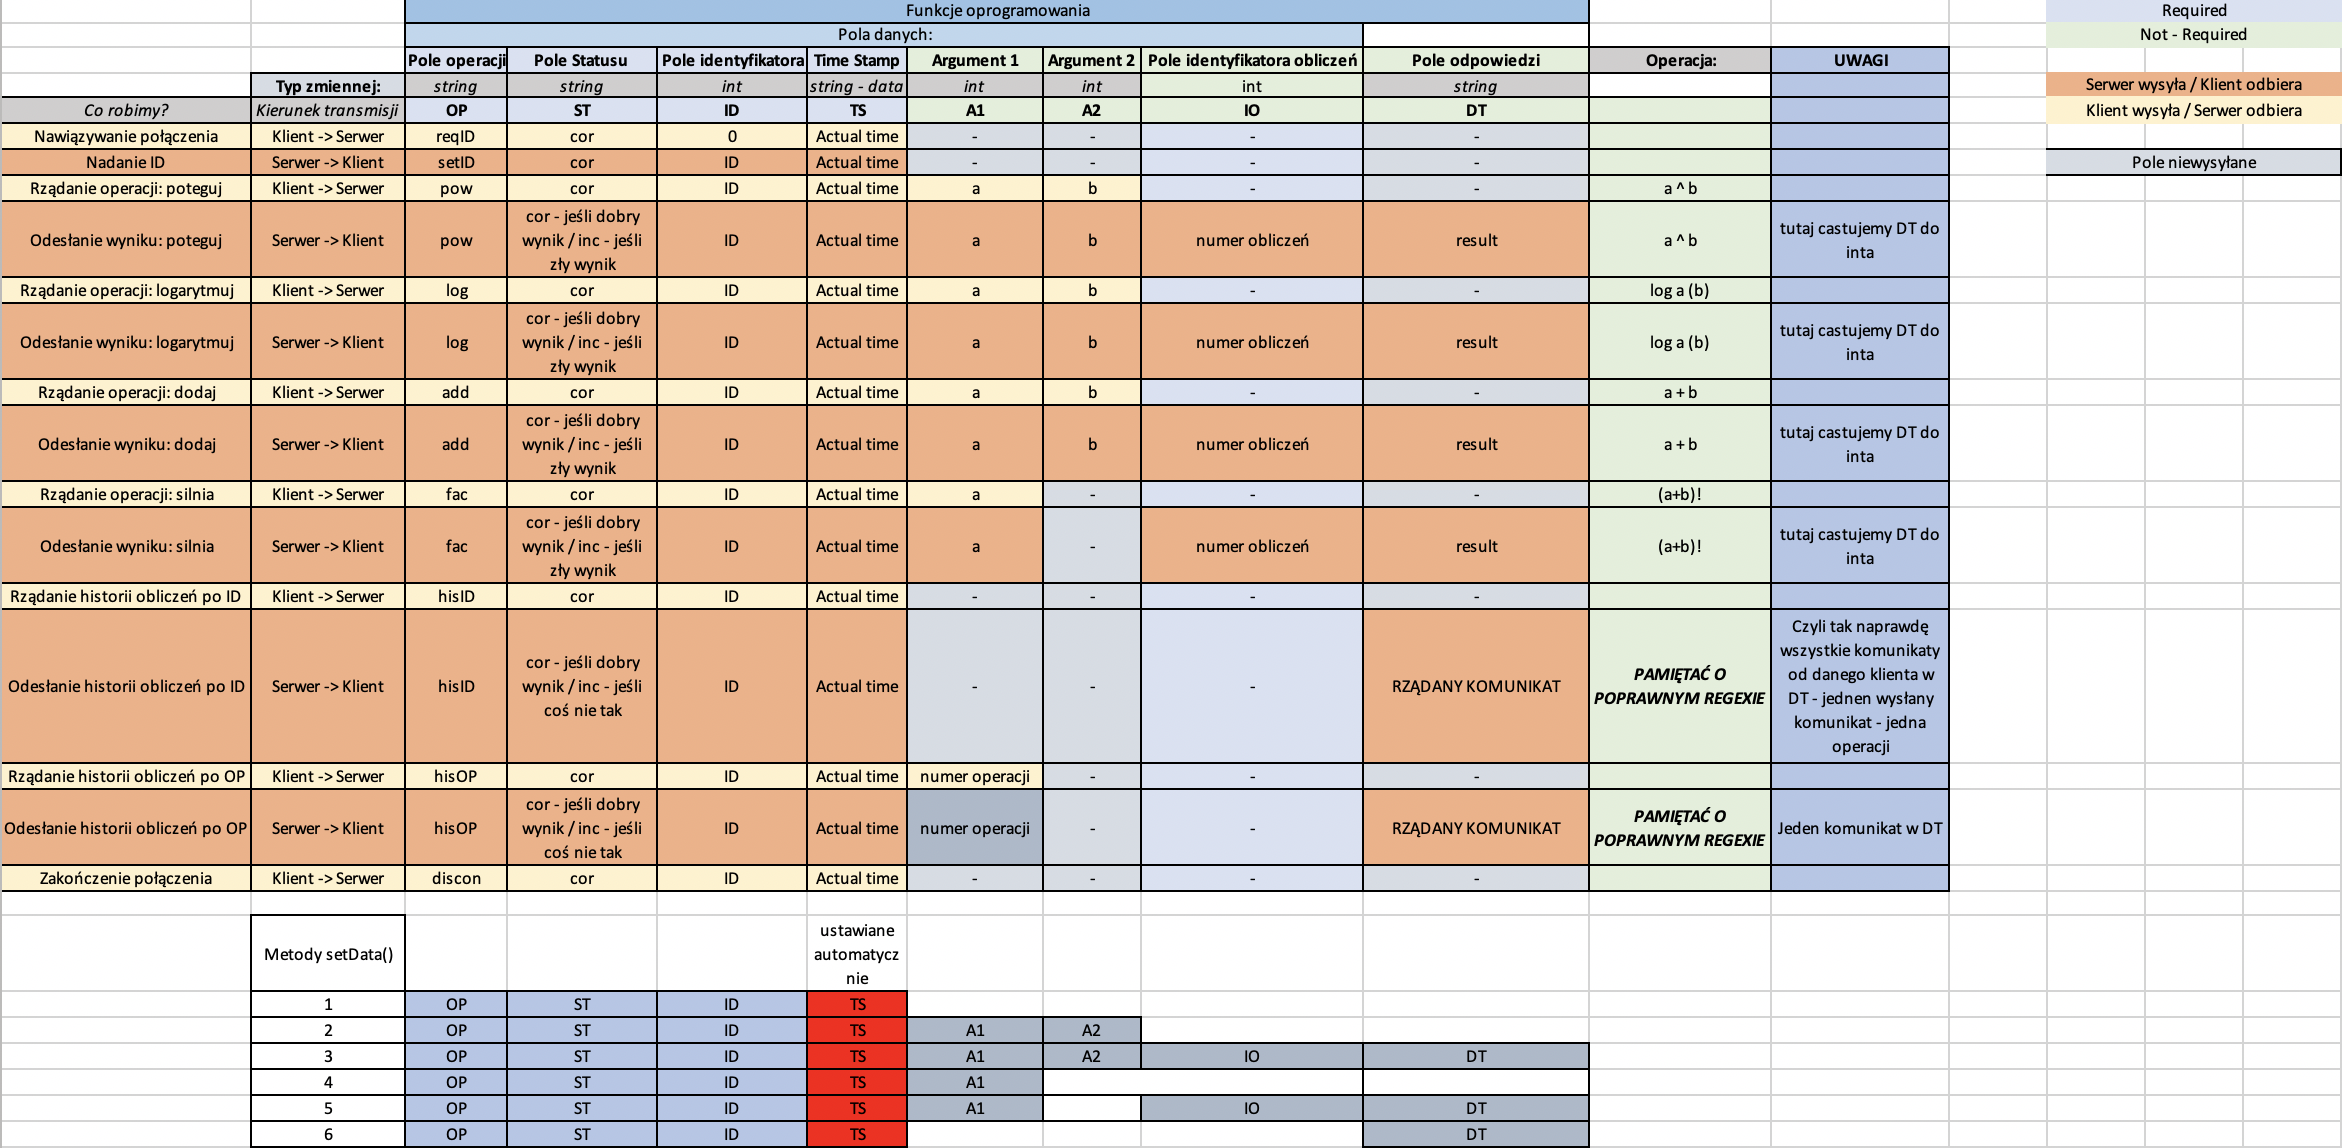 Funkcje oprogramowania Required
Pola danych: Not - Required
Pole operacji Pole Statusu Pole identyfikatora Time Stamp Argument 1 Argument 2 Pole identyfikatora obliczeń Pole odpowiedzi Operacja: UWAGI
Typ zmiennej: string string int string - data int int int string Serwer wysyła / Klient odbiera
Co robimy? Kierunek transmisji OP ST ID TS A1 A2 IO DT Klient wysyła / Serwer odbiera
Nawiązywanie połączenia Klient -> Serwer reqID cor 0 Actual time - - - -
Nadanie ID Serwer -> Klient setID cor ID Actual time - - - - Pole niewysyłane
Rządanie operacji: poteguj Klient -> Serwer pow cor ID Actual time a b - - a ^ b
Odesłanie wyniku: poteguj Serwer -> Klient pow cor - jeśli dobry wynik / inc - jeśli zły wynik ID Actual time a b numer obliczeń result a ^ b tutaj castujemy DT do inta
Rządanie operacji: logarytmuj Klient -> Serwer log cor ID Actual time a b - - log a (b)
Odesłanie wyniku: logarytmuj Serwer -> Klient log cor - jeśli dobry wynik / inc - jeśli zły wynik ID Actual time a b numer obliczeń result log a (b) tutaj castujemy DT do inta
Rządanie operacji: dodaj Klient -> Serwer add cor ID Actual time a b - - a + b
Odesłanie wyniku: dodaj Serwer -> Klient add cor - jeśli dobry wynik / inc - jeśli zły wynik ID Actual time a b numer obliczeń result a + b tutaj castujemy DT do inta
Rządanie operacji: silnia Klient -> Serwer fac cor ID Actual time a - - - (a+b)!
Odesłanie wyniku: silnia Serwer -> Klient fac cor - jeśli dobry wynik / inc - jeśli zły wynik ID Actual time a - numer obliczeń result (a+b)! tutaj castujemy DT do inta
Rządanie historii obliczeń po ID Klient -> Serwer hisID cor ID Actual time - - - -
Odesłanie historii obliczeń po ID Serwer -> Klient hisID cor - jeśli dobry wynik / inc - jeśli coś nie tak ID Actual time - - - RZĄDANY KOMUNIKAT PAMIĘTAĆ O POPRAWNYM REGEXIE Czyli tak naprawdę wszystkie komunikaty od danego klienta w DT - jednen wysłany komunikat - jedna operacji
Rządanie historii obliczeń po OP Klient -> Serwer hisOP cor ID Actual time numer operacji - - -
Odesłanie historii obliczeń po OP Serwer -> Klient hisOP cor - jeśli dobry wynik / inc - jeśli coś nie tak ID Actual time numer operacji - - RZĄDANY KOMUNIKAT PAMIĘTAĆ O POPRAWNYM REGEXIE Jeden komunikat w DT
Zakończenie połączenia Klient -> Serwer discon cor ID Actual time - - - -
Metody setData() ustawiane automatycz nie
1 OP ST ID TS
2 OP ST ID TS A1 A2
3 OP ST ID TS A1 A2 IO DT
4 OP ST ID TS A1
5 OP ST ID TS A1 IO DT
6 OP ST ID TS DT